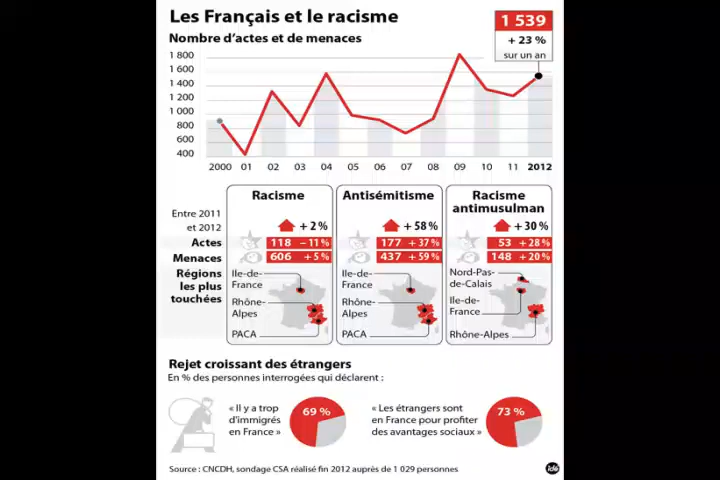 Les Français et le racisme
Nombre d'actes et de menaces
1 539
+ 23 %
sur un an
1 800
1 600
1 400
1 200
1 000
800
600
400
2000 01 02 03 04 05 06 07 08 09 10 11 2012
Entre 2011
et 2012
Actes
Menaces
Régions
les plus
touchées
Racisme
+ 2 %
118 – 11 %
606 + 5 %
Ile-de-
France
Rhône-
Alpes
PACA
Antisémitisme
+ 58 %
177 + 37 %
437 + 59 %
Ile-de-
France
Rhône-
Alpes
PACA
Racisme
antimusulman
+ 30 %
53 + 28 %
148 + 20 %
Nord-Pas-
de-Calais
Ile-de-
France
Rhône-Alpes
Rejet croissant des étrangers
En % des personnes interrogées qui déclarent :
« Il y a trop
d'immigrés
en France »
69 %
« Les étrangers sont
en France pour profiter
des avantages sociaux »
73 %
Source : CNCDH, sondage CSA réalisé fin 2012 auprès de 1 029 personnes
idé